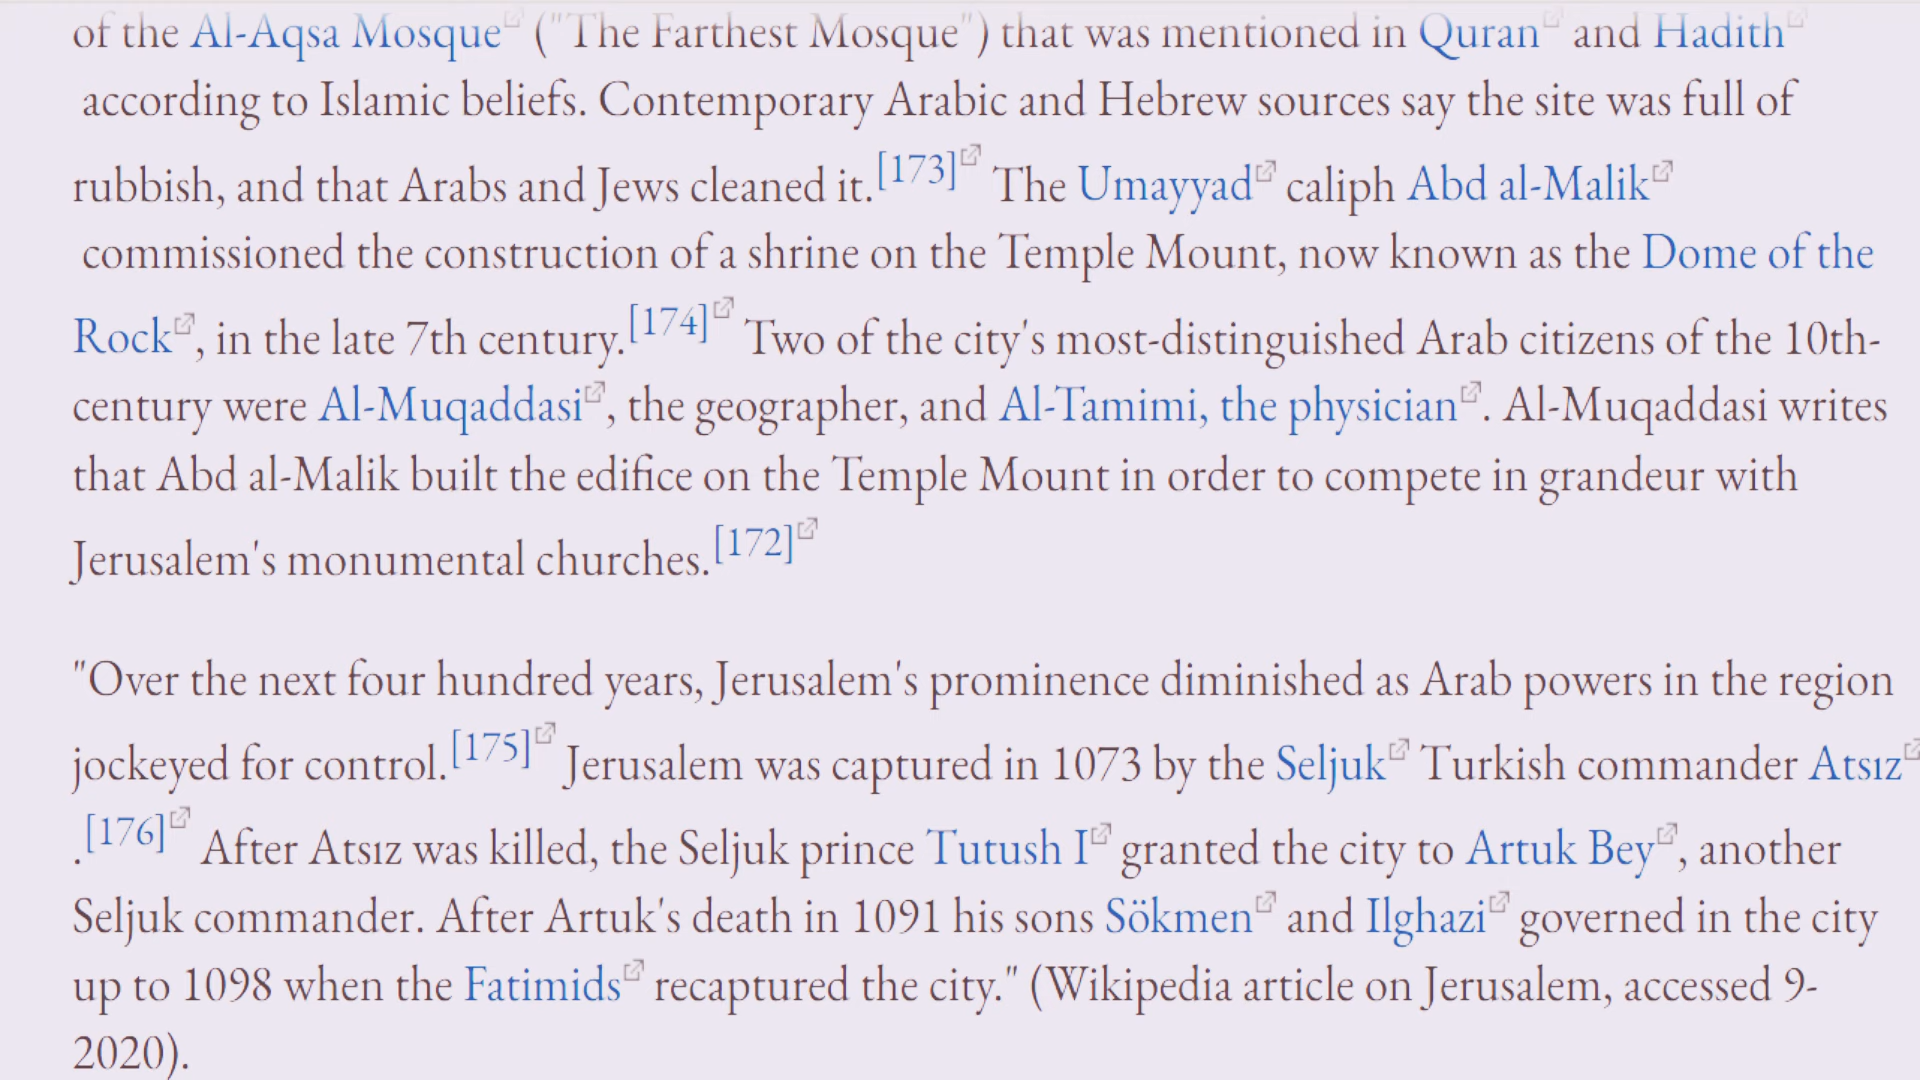 of the Al-Aqsa Mosque ("The Farthest Mosque") that was mentioned in Quran and Hadith
according to Islamic beliefs. Contemporary Arabic and Hebrew sources say the site was full of
rubbish, and that Arabs and Jews cleaned it.[173] The Umayyad caliph Abd al-Malik
commissioned the construction of a shrine on the Temple Mount, now known as the Dome of the
Rock, in the late 7th century.[174] Two of the city's most-distinguished Arab citizens of the 10th-
century were Al-Muqaddasi, the geographer, and Al-Tamimi, the physician. Al-Muqaddasi writes
that Abd al-Malik built the edifice on the Temple Mount in order to compete in grandeur with
Jerusalem's monumental churches.[172]
"Over the next four hundred years, Jerusalem's prominence diminished as Arab powers in the region
jockeyed for control.[175] Jerusalem was captured in 1073 by the Seljuk Turkish commander Atsız
.[176] After Atsız was killed, the Seljuk prince Tutush I granted the city to Artuk Bey, another
Seljuk commander. After Artuk's death in 1091 his sons Sökmen and Ilghazi governed in the city
up to 1098 when the Fatimids recaptured the city." (Wikipedia article on Jerusalem, accessed 9-
2020).